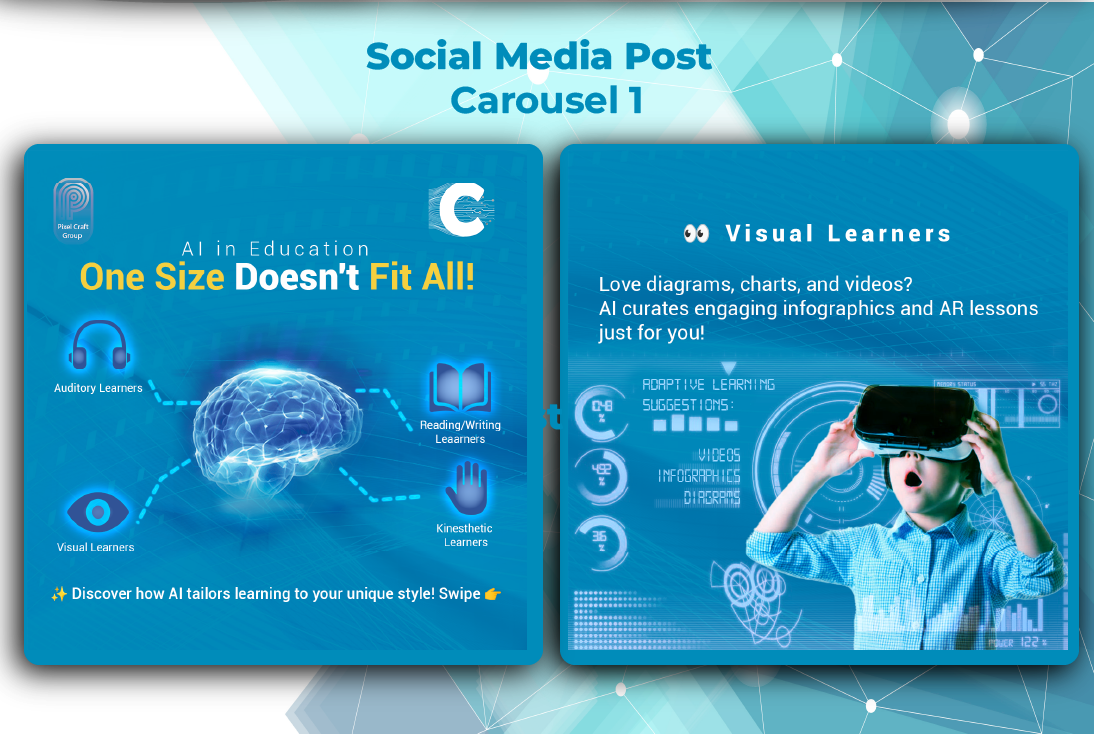 Social Media Post
Carousel 1
Pixel Craft
Group
C
AI in Education
One Size Doesn't Fit All!
Auditory Learners
Reading/Writing
Leaarners
Visual Learners
Kinesthetic
Learners
✨ Discover how AI tailors learning to your unique style! Swipe 👉
👀 Visual Learners
Love diagrams, charts, and videos?
AI curates engaging infographics and AR lessons
just for you!
ADAPTIVE LEARNING
SUGGESTIONS:
VIDEOS
INFOGRAPHICS
DIAGRAMS
POWER 122 %